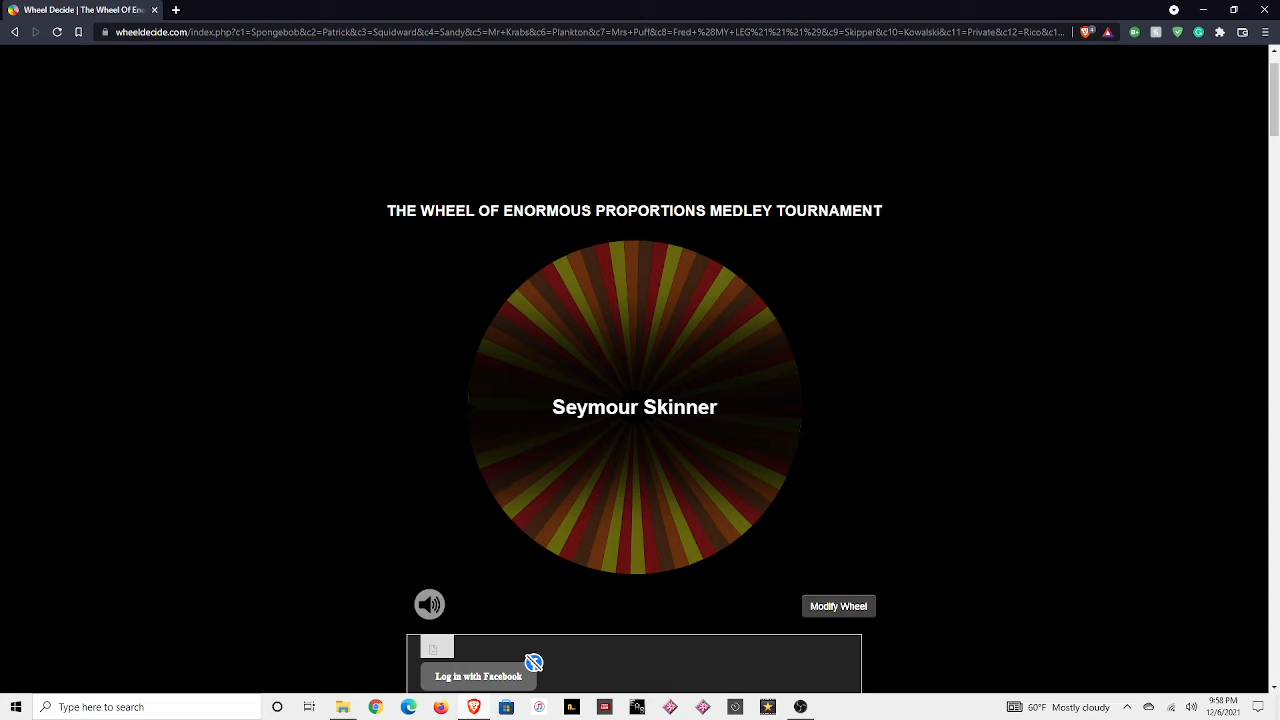 Wheel Decide | The Wheel Of Eno
wheeldecide.com/index.php?c1=Spongebob&c2=Patrick&c3=Squidward&c4=Sandy&c5=Mr+Krabs&c6=Plankton&c7=Mrs+Puff&c8=Fred+%28MY+LEG%21%21%21%29&c9=Skipper&c10=Kowalski&c11=Private&c12=Rico&c1...
THE WHEEL OF ENORMOUS PROPORTIONS MEDLEY TOURNAMENT
Seymour Skinner
Modify Wheel
Log in with Facebook
Type here to search
60°F Mostly cloudy
9:58 PM
12/6/2021